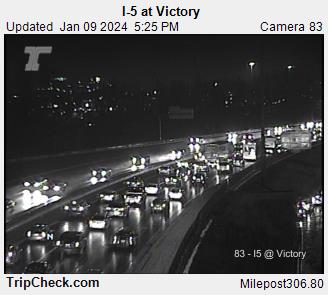 I-5 at Victory
Updated Jan 09 2024 5:25 PM Camera 83
83 - I5 @ Victory
TripCheck.com Milepost306.80